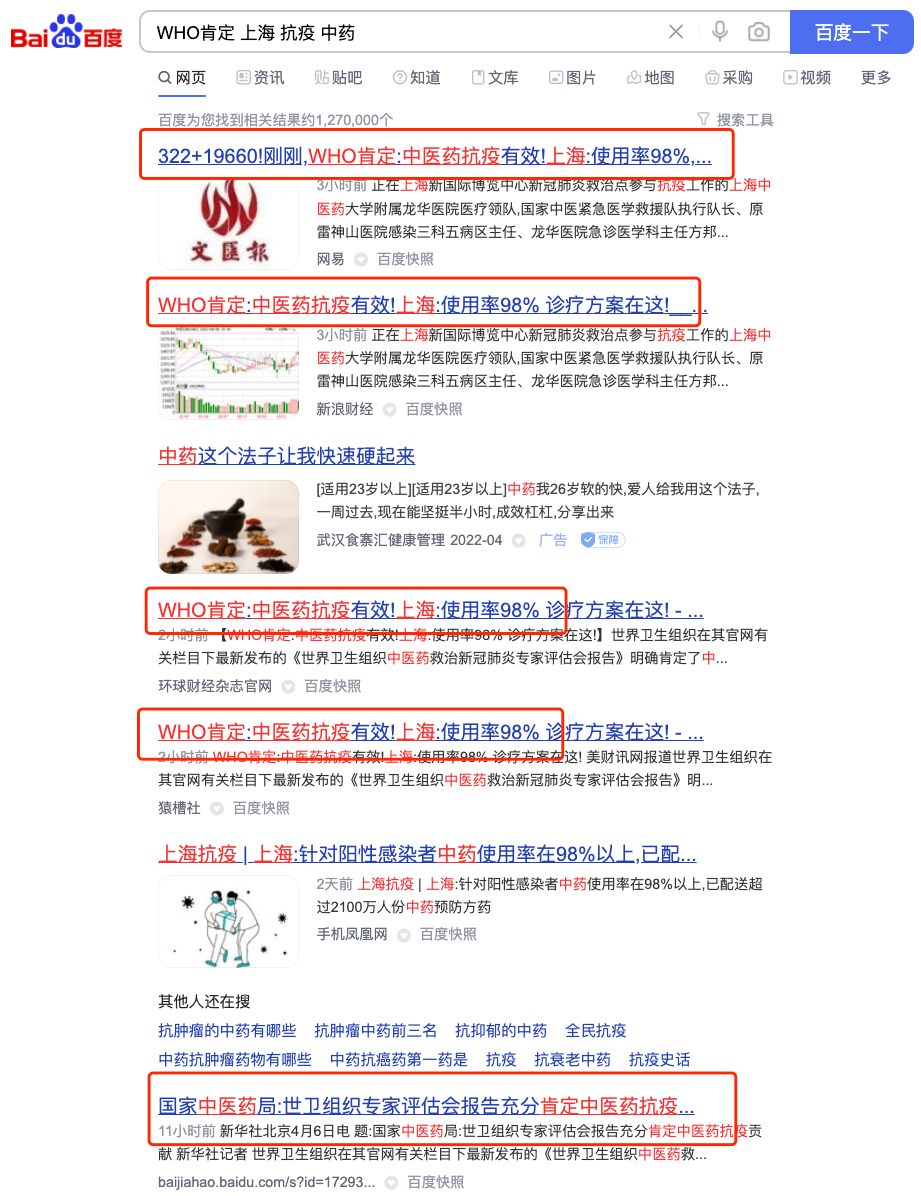 Bai du 百度 WHO肯定 上海 抗疫 中药 百度一下
网页 资讯 贴吧 知道 文库 图片 地图 采购 视频 更多
百度为您找到相关结果约1,270,000个 搜索工具
322+19660!刚刚,WHO肯定:中医药抗疫有效!上海:使用率98%,...
3小时前 正在上海新国际博览中心新冠肺炎救治点参与抗疫工作的上海中
医药大学附属龙华医院医疗领队,国家中医紧急医学救援队执行队长、原
雷神山医院感染三科五病区主任、龙华医院急诊医学科主任方邦...
文匯報
网易 百度快照
WHO肯定:中医药抗疫有效!上海:使用率98% 诊疗方案在这!__...
3小时前 正在上海新国际博览中心新冠肺炎救治点参与抗疫工作的上海中
医药大学附属龙华医院医疗领队,国家中医紧急医学救援队执行队长、原
雷神山医院感染三科五病区主任、龙华医院急诊医学科主任方邦...
新浪财经 百度快照
中药这个法子让我快速硬起来
[适用23岁以上][适用23岁以上]中药我26岁软的快,爱人给我用这个法子,
一周过去,现在能坚挺半小时,成效杠杠,分享出来
武汉食寨汇健康管理 2022-04 广告 保障
WHO肯定:中医药抗疫有效!上海:使用率98% 诊疗方案在这! - ...
2小时前 【WHO肯定:中医药抗疫有效!上海:使用率98% 诊疗方案在这!】世界卫生组织在其官网有
关栏目下最新发布的《世界卫生组织中医药救治新冠肺炎专家评估会报告》明确肯定了中...
环球财经杂志官网 百度快照
WHO肯定:中医药抗疫有效!上海:使用率98% 诊疗方案在这! - ...
2小时前 WHO肯定:中医药抗疫有效!上海:使用率98% 诊疗方案在这! 美财讯网报道世界卫生组织在
其官网有关栏目下最新发布的《世界卫生组织中医药救治新冠肺炎专家评估会报告》明...
猿槽社 百度快照
上海抗疫 | 上海:针对阳性感染者中药使用率在98%以上,已配...
2天前 上海抗疫 | 上海:针对阳性感染者中药使用率在98%以上,已配送超
过2100万人份中药预防方药
手机凤凰网 百度快照
其他人还在搜
抗肿瘤的中药有哪些 抗肿瘤中药前三名 抗抑郁的中药 全民抗疫
中药抗肿瘤药物有哪些 中药抗癌药第一药是 抗疫 抗衰老中药 抗疫史话
国家中医药局:世卫组织专家评估会报告充分肯定中医药抗疫...
11小时前 新华社北京4月6日电 题:国家中医药局:世卫组织专家评估会报告充分肯定中医药抗疫贡
献 新华社记者 世界卫生组织在其官网有关栏目下最新发布的《世界卫生组织中医药救...
baijiahao.baidu.com/s?id=17293... 百度快照